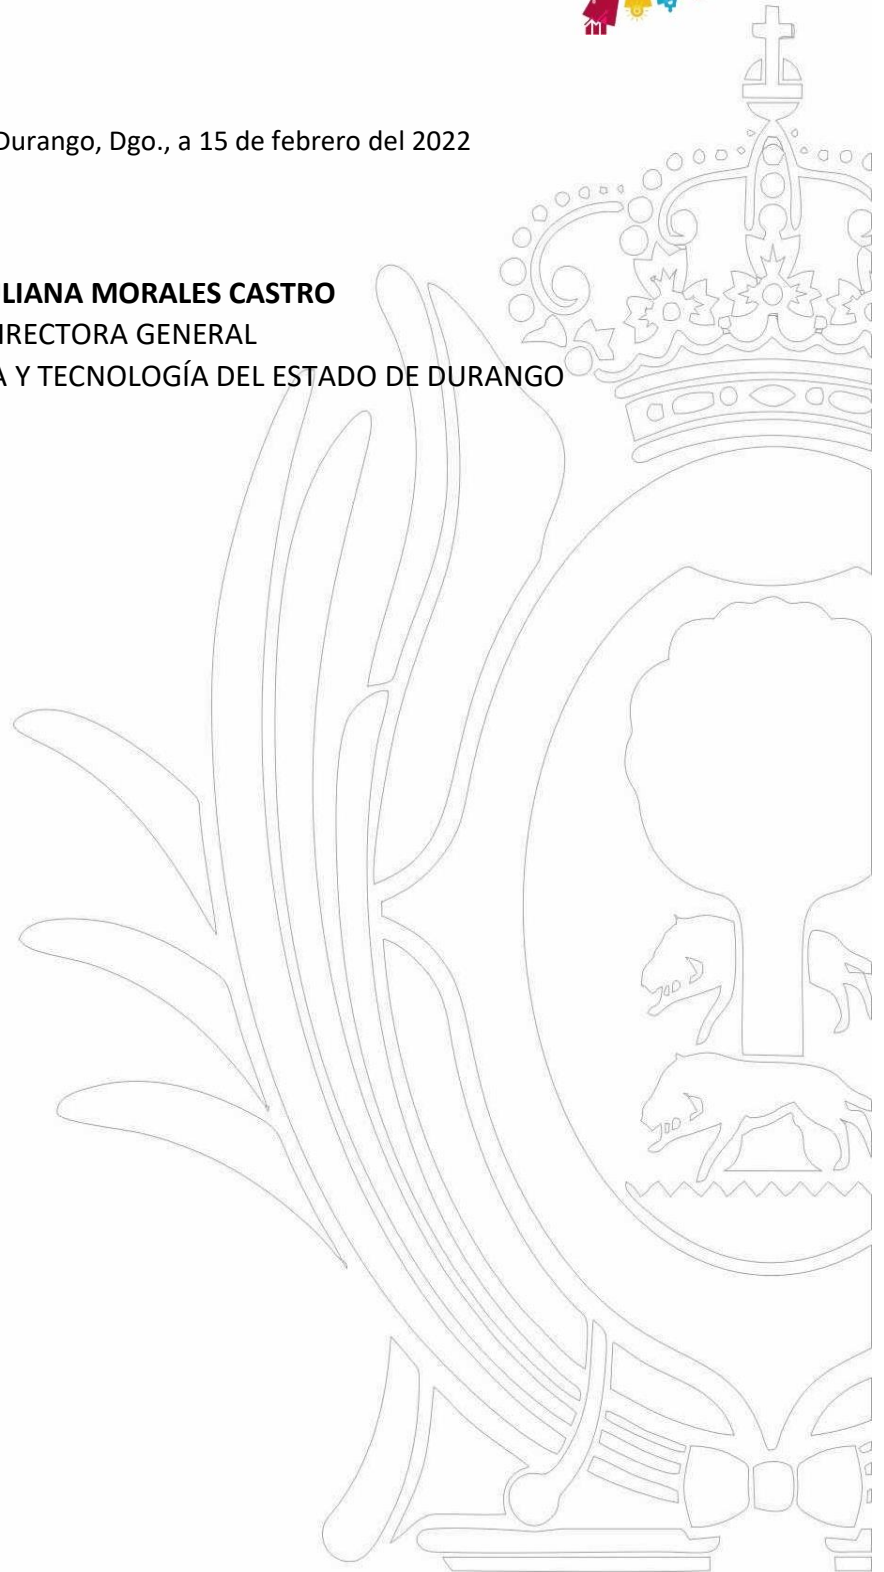 Durango, Dgo., a 15 de febrero del 2022
LIANA MORALES CASTRO
IRECTORA GENERAL
A Y TECNOLOGÍA DEL ESTADO DE DURANGO